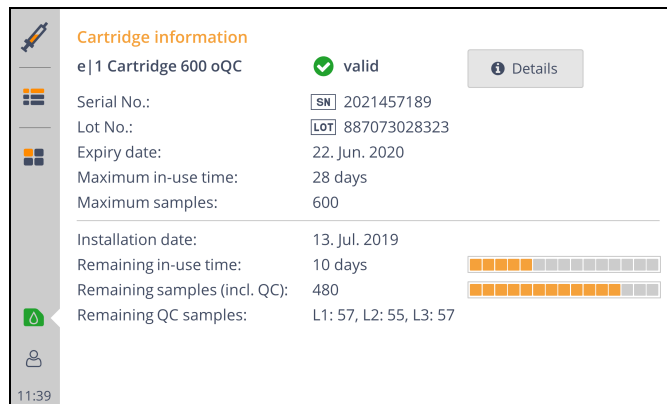 Cartridge information
e|1 Cartridge 600 oQC valid Details
Serial No.: SN 2021457189
Lot No.: LOT 887073028323
Expiry date: 22. Jun. 2020
Maximum in-use time: 28 days
Maximum samples: 600
Installation date: 13. Jul. 2019
Remaining in-use time: 10 days
Remaining samples (incl. QC): 480
Remaining QC samples: L1: 57, L2: 55, L3: 57
11:39